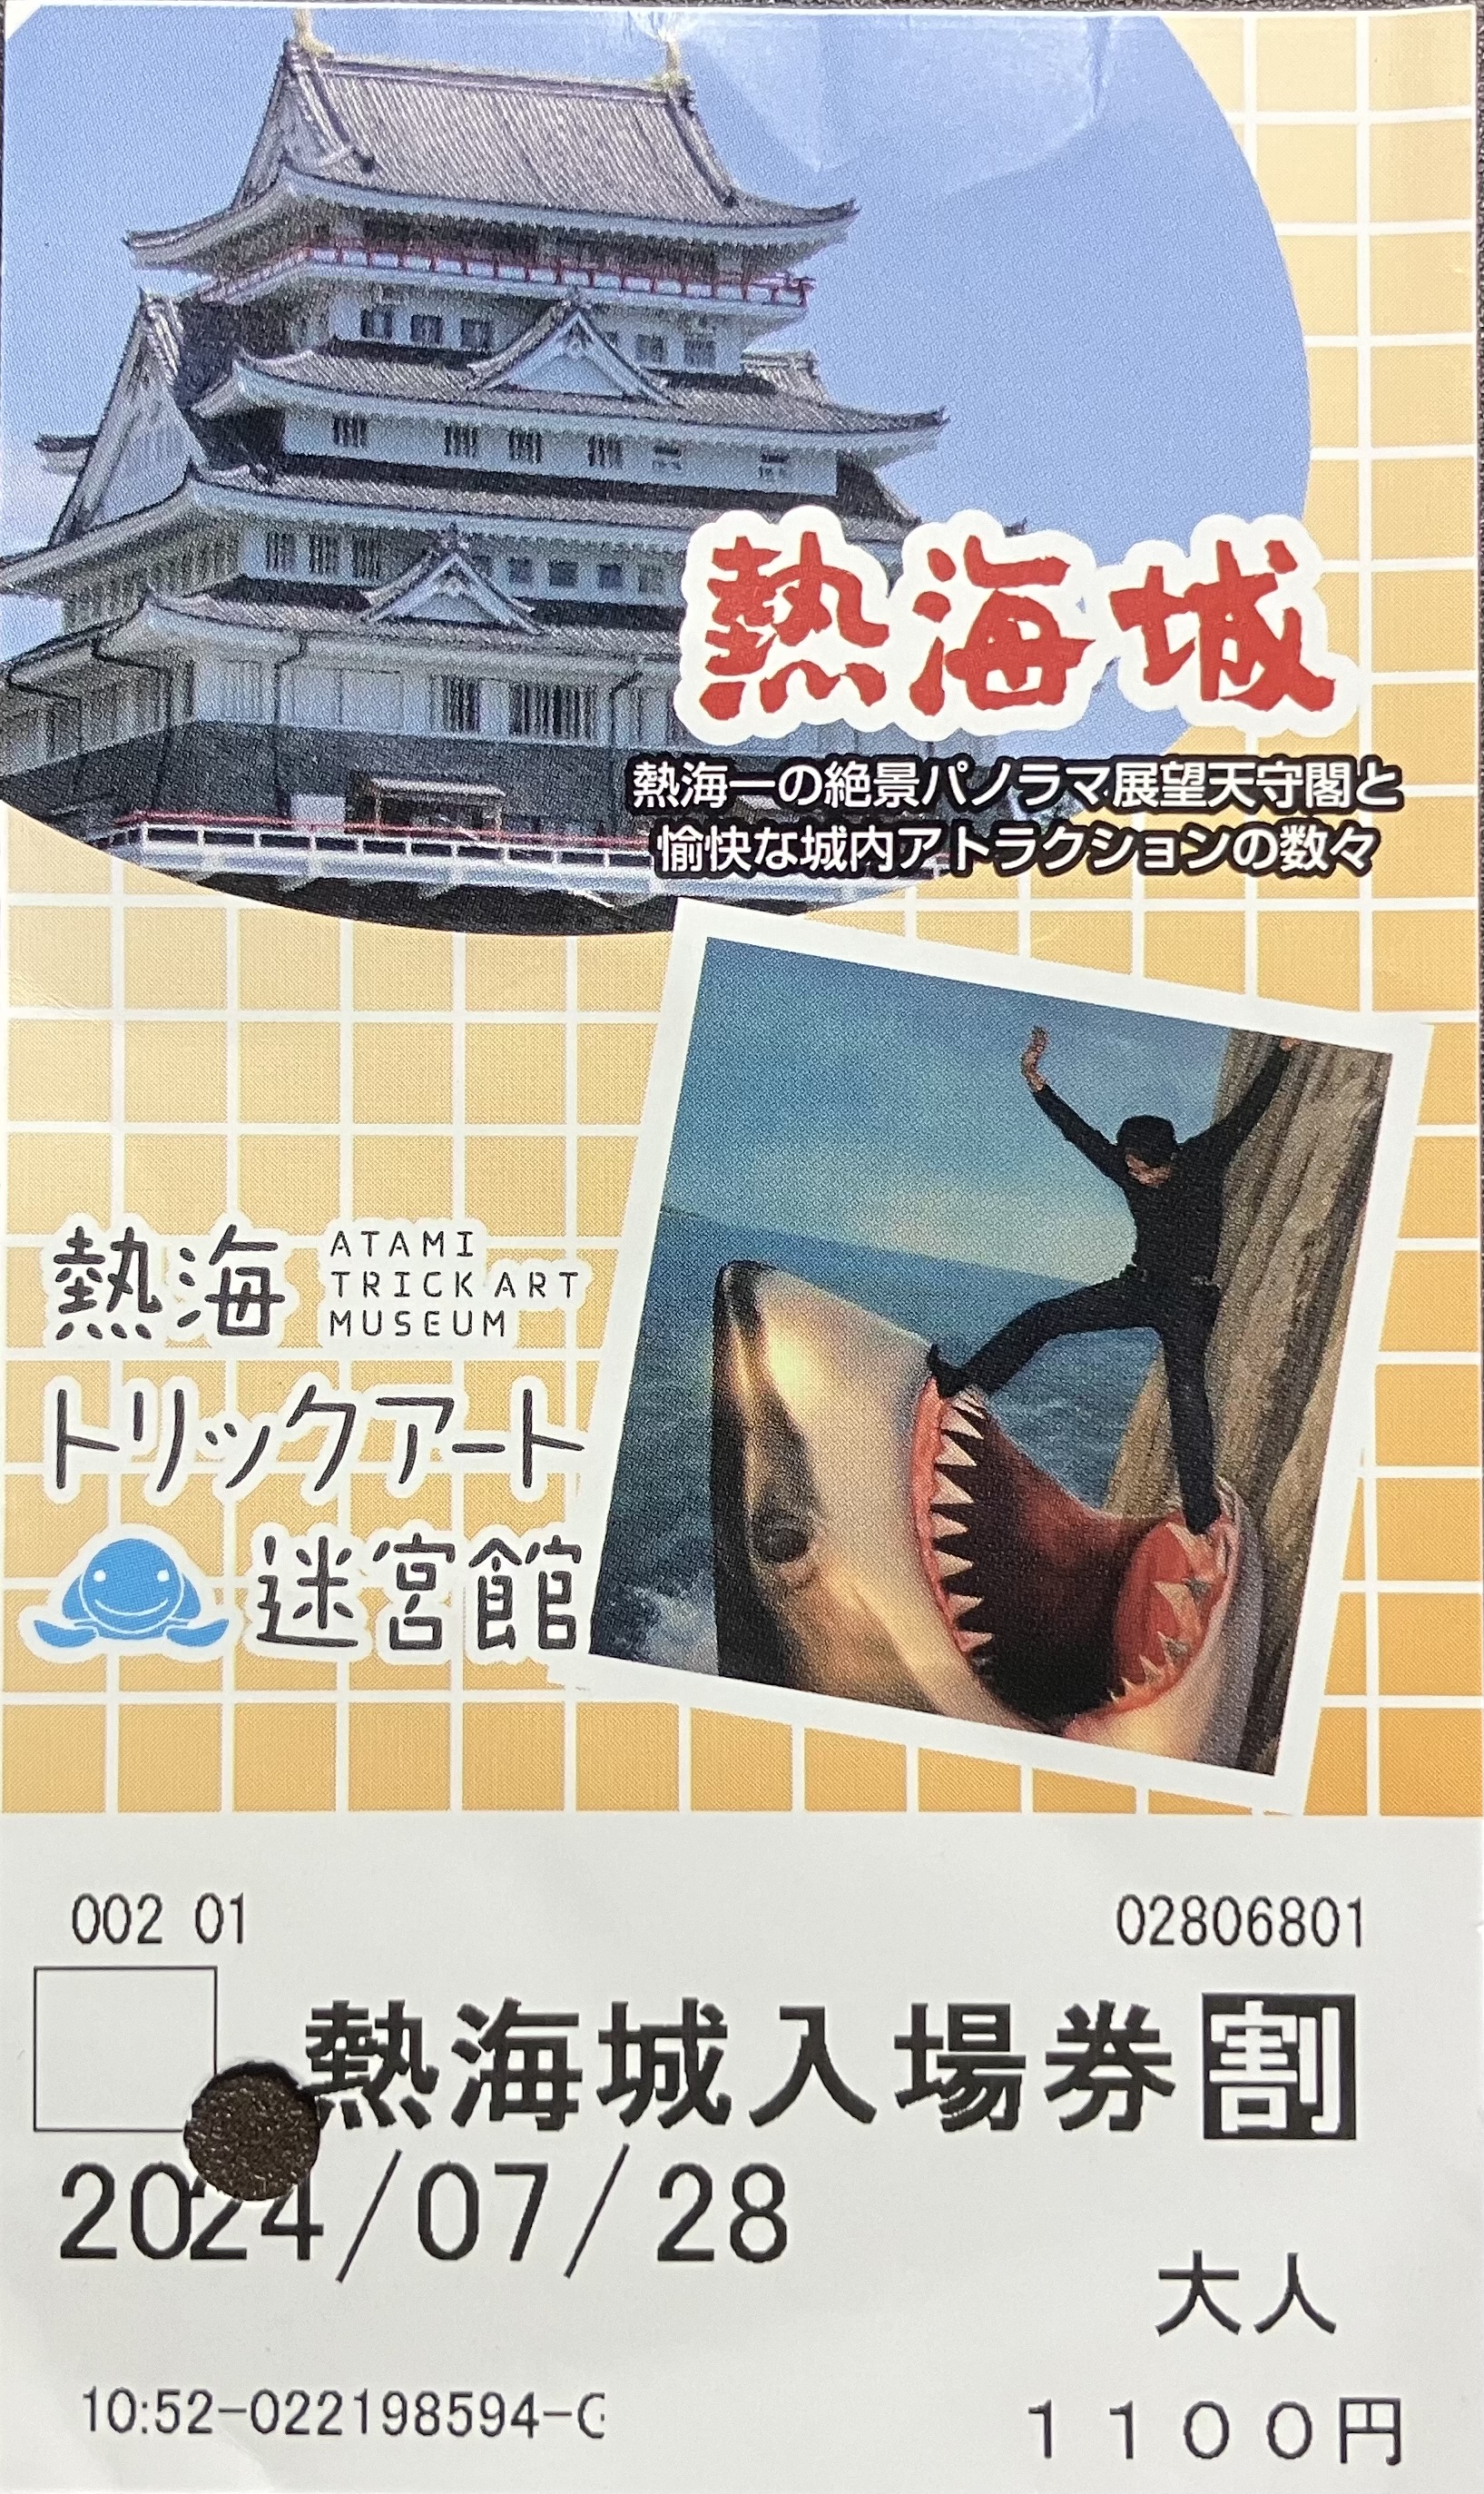 熱海城
熱海一の絶景パノラマ展望天守閣と
愉快な城内アトラクションの数々
熱海
ATAMI
TRICK ART
MUSEUM
トリックアート
迷宮館
002 01
02806801
熱海城入場券割
2024/07/28
大人
10:52-022198594-
1100円